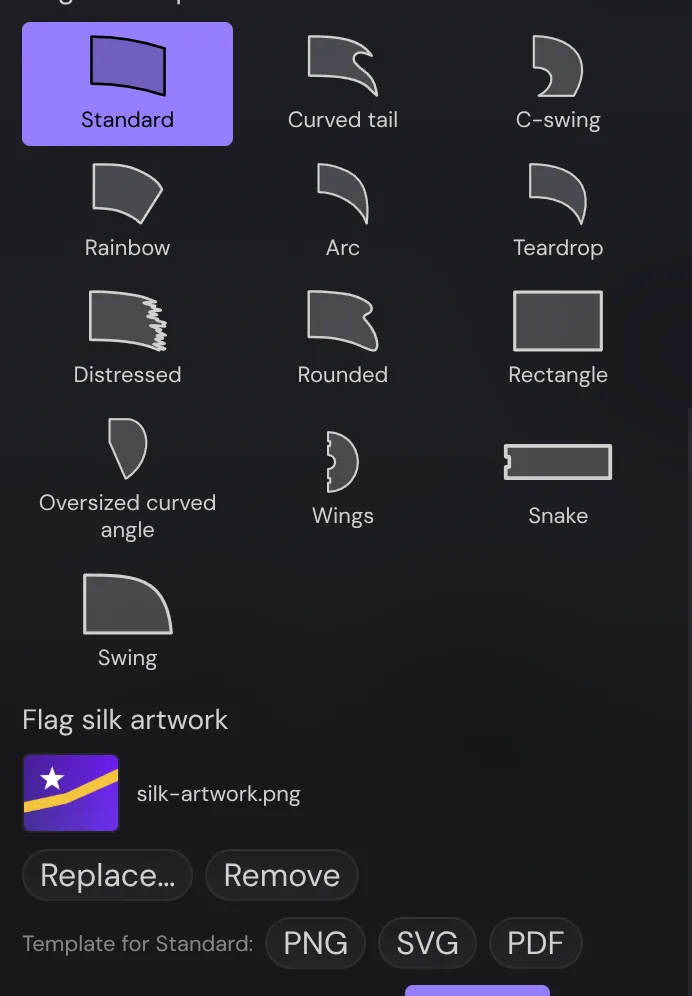 Standard
Curved tail
C-swing
Rainbow
Arc
Teardrop
Distressed
Rounded
Rectangle
Oversized curved
angle
Wings
Snake
Swing
Flag silk artwork
silk-artwork.png
Replace...
Remove
Template for Standard:
PNG
SVG
PDF